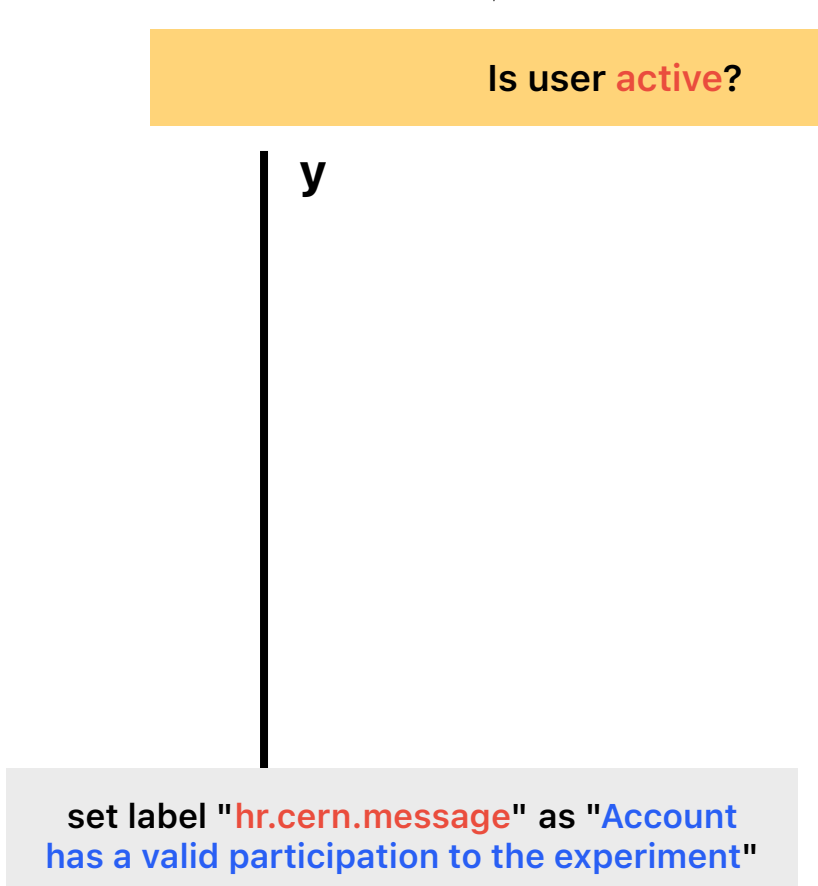 Is user active?
y
set label "hr.cern.message" as "Account
has a valid participation to the experiment"